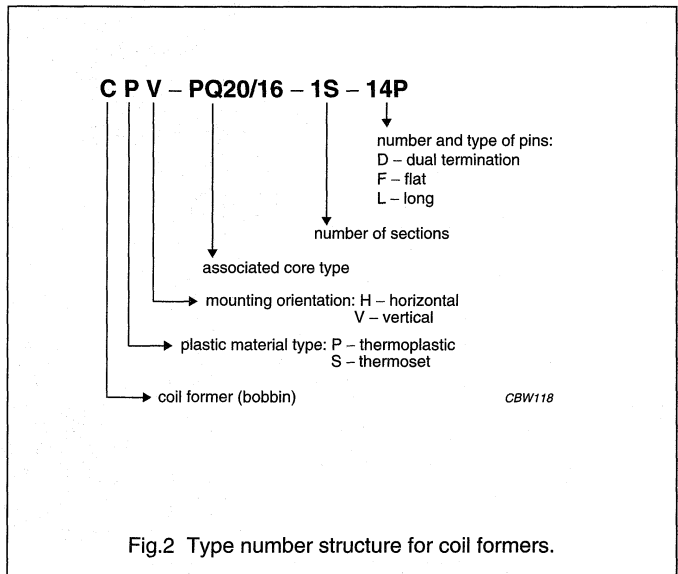 C P V – PQ20/16 – 1S – 14P
number and type of pins:
D – dual termination
F – flat
L – long
number of sections
associated core type
mounting orientation: H – horizontal
V – vertical
plastic material type: P – thermoplastic
S – thermoset
coil former (bobbin)
CBW118
Fig.2 Type number structure for coil formers.